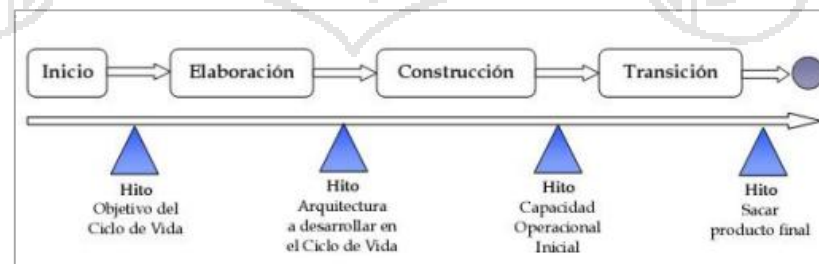 Inicio
Elaboración
Construcción
Transición
Hito
Objetivo del
Ciclo de Vida
Hito
Arquitectura
a desarrollar en
el Ciclo de Vida
Hito
Capacidad
Operacional
Inicial
Hito
Sacar
producto final